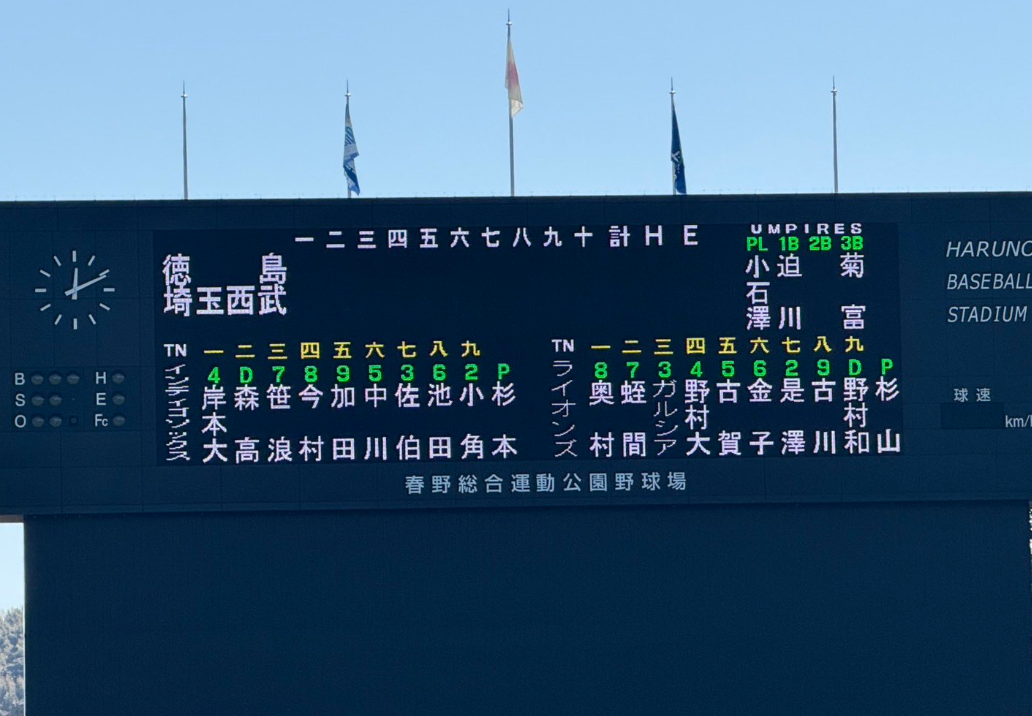 一 二 三 四 五 六 七 八 九 十 計 H E
UMPIRES
PL 1B 2B 3B
小石澤 迫川 菊富
徳島
埼玉西武
HARUNO
BASEBALL
STADIUM
TN 一 二 三 四 五 六 七 八 九
4 D 7 8 9 5 3 6 2 P
インディゴソックス 岸本大 森高 笹浪 今村 加田 中川 佐伯 池田 小角 杉本
TN 一 二 三 四 五 六 七 八 九
8 7 3 4 5 6 2 9 D P
ライオンズ 奥村 蛭間 ガルシア 野村大 古賀 金子 是澤 古川 野村和 杉山
B H
S E
O Fc
球速
km/
春野総合運動公園野球場